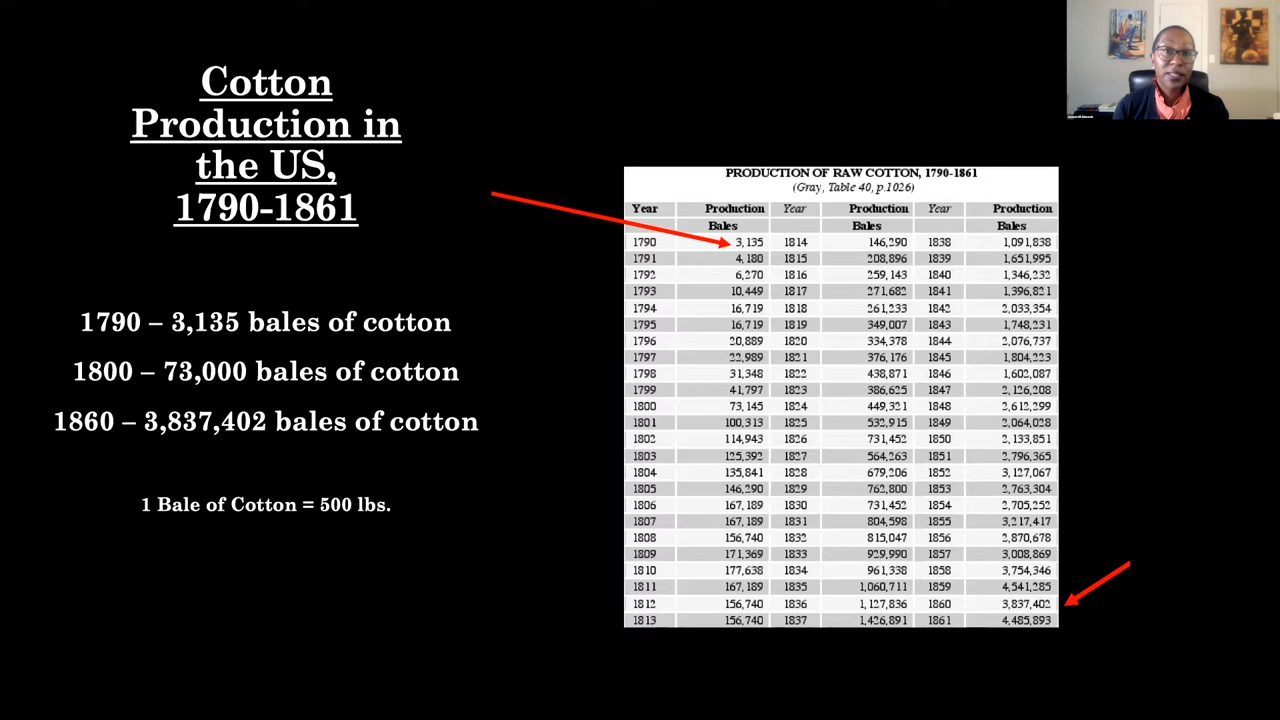 Cotton
Production in
the US,
1790-1861
1790 – 3,135 bales of cotton
1800 – 73,000 bales of cotton
1860 – 3,837,402 bales of cotton
1 Bale of Cotton = 500 lbs.
PRODUCTION OF RAW COTTON, 1790-1861
(Gray, Table 40, p.1026)
Year Production Year Production Year Production
Bales Bales Bales
1790 3,135 1814 146,290 1838 1,091,838
1791 4,180 1815 208,896 1839 1,651,995
1792 6,270 1816 259,143 1840 1,346,232
1793 10,449 1817 271,682 1841 1,396,821
1794 16,719 1818 261,233 1842 2,033,354
1795 16,719 1819 349,007 1843 1,748,231
1796 20,889 1820 334,378 1844 2,076,737
1797 22,989 1821 376,176 1845 1,804,223
1798 31,348 1822 438,871 1846 1,602,087
1799 41,797 1823 386,625 1847 2,126,208
1800 73,145 1824 449,321 1848 2,612,299
1801 100,313 1825 532,915 1849 2,064,028
1802 114,943 1826 731,452 1850 2,133,851
1803 125,392 1827 564,263 1851 2,796,365
1804 135,841 1828 679,206 1852 3,127,067
1805 146,290 1829 762,800 1853 2,763,304
1806 167,189 1830 731,452 1854 2,705,252
1807 167,189 1831 804,598 1855 3,217,417
1808 156,740 1832 815,047 1856 2,870,678
1809 171,369 1833 929,990 1857 3,008,869
1810 177,638 1834 961,338 1858 3,754,346
1811 167,189 1835 1,060,711 1859 4,541,285
1812 156,740 1836 1,127,836 1860 3,837,402
1813 156,740 1837 1,426,891 1861 4,485,893